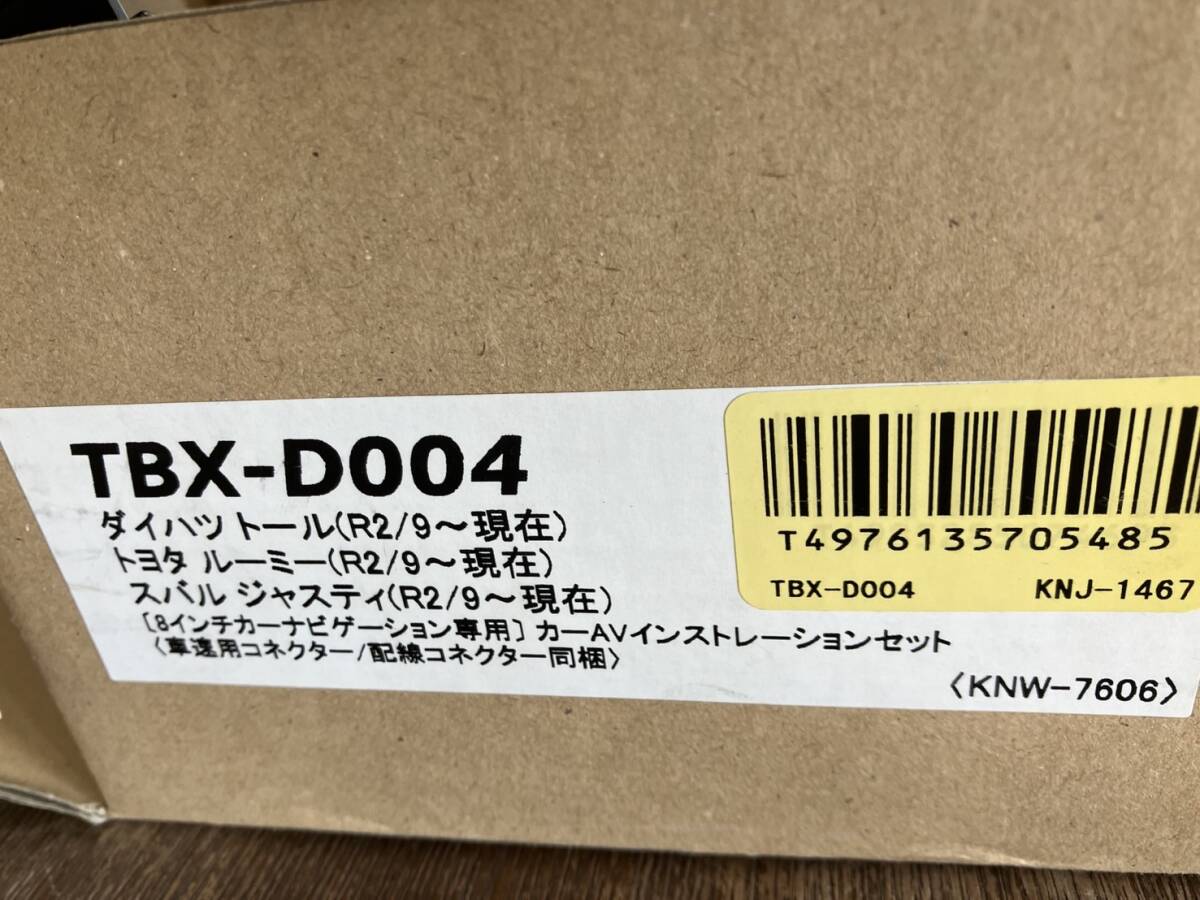 TBX-D004
ダイハツ トール(R2/9〜現在)
トヨタ ルーミー(R2/9〜現在)
スバル ジャスティ(R2/9〜現在)
［8インチカーナビゲーション専用］カーAVインストレーションセット
〈車速用コネクター/配線コネクター同梱〉
〈KNW-7606〉
T4976135705485
TBX-D004 KNJ-1467